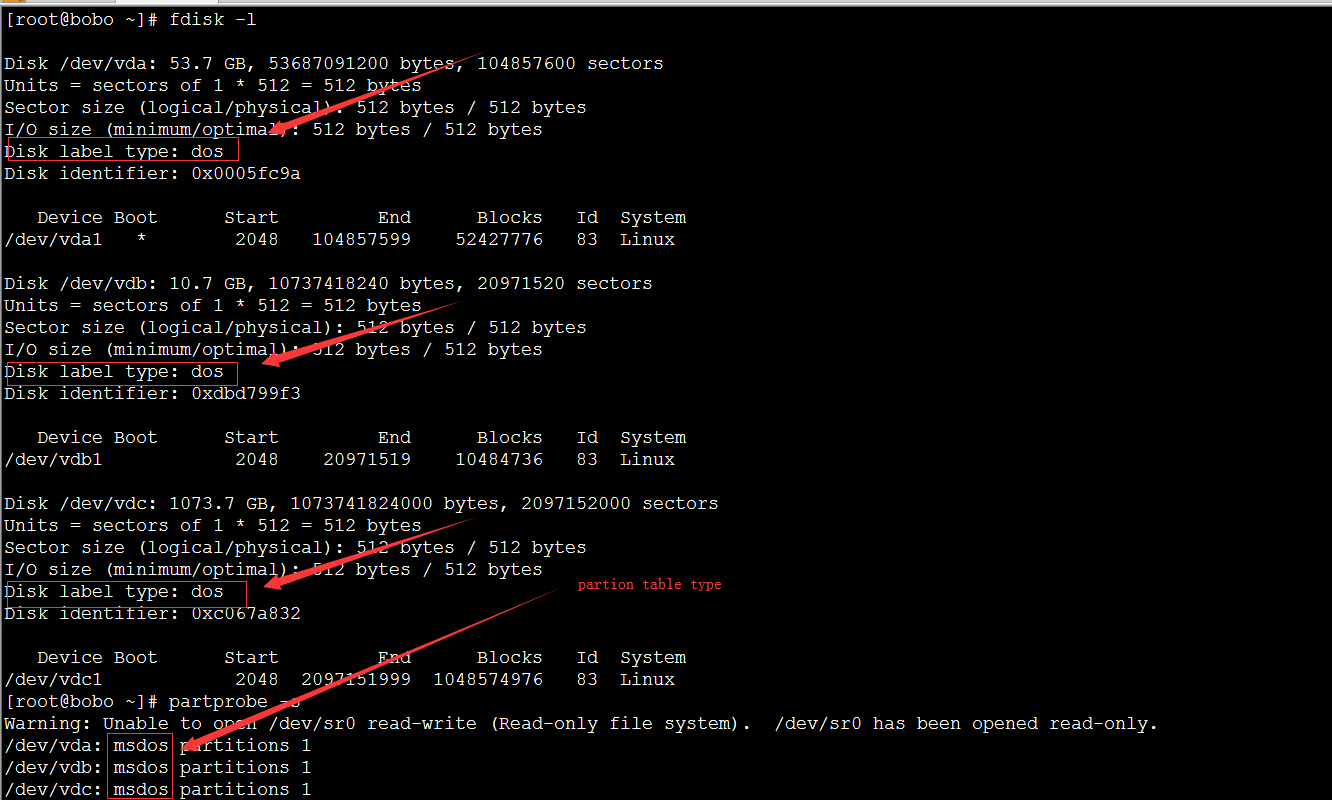 [root@bobo ~]# fdisk -l
Disk /dev/vda: 53.7 GB, 53687091200 bytes, 104857600 sectors
Units = sectors of 1 * 512 = 512 bytes
Sector size (logical/physical): 512 bytes / 512 bytes
I/O size (minimum/optimal): 512 bytes / 512 bytes
Disk label type: dos
Disk identifier: 0x0005fc9a
Device Boot Start End Blocks Id System
/dev/vda1 * 2048 104857599 52427776 83 Linux
Disk /dev/vdb: 10.7 GB, 10737418240 bytes, 20971520 sectors
Units = sectors of 1 * 512 = 512 bytes
Sector size (logical/physical): 512 bytes / 512 bytes
I/O size (minimum/optimal): 512 bytes / 512 bytes
Disk label type: dos
Disk identifier: 0xdbd799f3
Device Boot Start End Blocks Id System
/dev/vdb1 2048 20971519 10484736 83 Linux
Disk /dev/vdc: 1073.7 GB, 1073741824000 bytes, 2097152000 sectors
Units = sectors of 1 * 512 = 512 bytes
Sector size (logical/physical): 512 bytes / 512 bytes
I/O size (minimum/optimal): 512 bytes / 512 bytes
partion table type
Disk label type: dos
Disk identifier: 0xc067a832
Device Boot Start End Blocks Id System
/dev/vdc1 2048 2097151999 1048574976 83 Linux
[root@bobo ~]# partprobe -s
Warning: Unable to open /dev/sr0 read-write (Read-only file system). /dev/sr0 has been opened read-only.
/dev/vda: msdos partitions 1
/dev/vdb: msdos partitions 1
/dev/vdc: msdos partitions 1